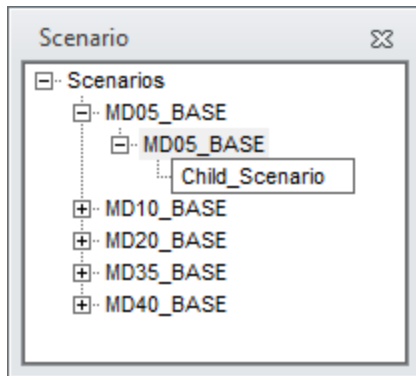 Scenario
Scenarios
MD05_BASE
MD05_BASE
Child_Scenario
MD10_BASE
MD20_BASE
MD35_BASE
MD40_BASE